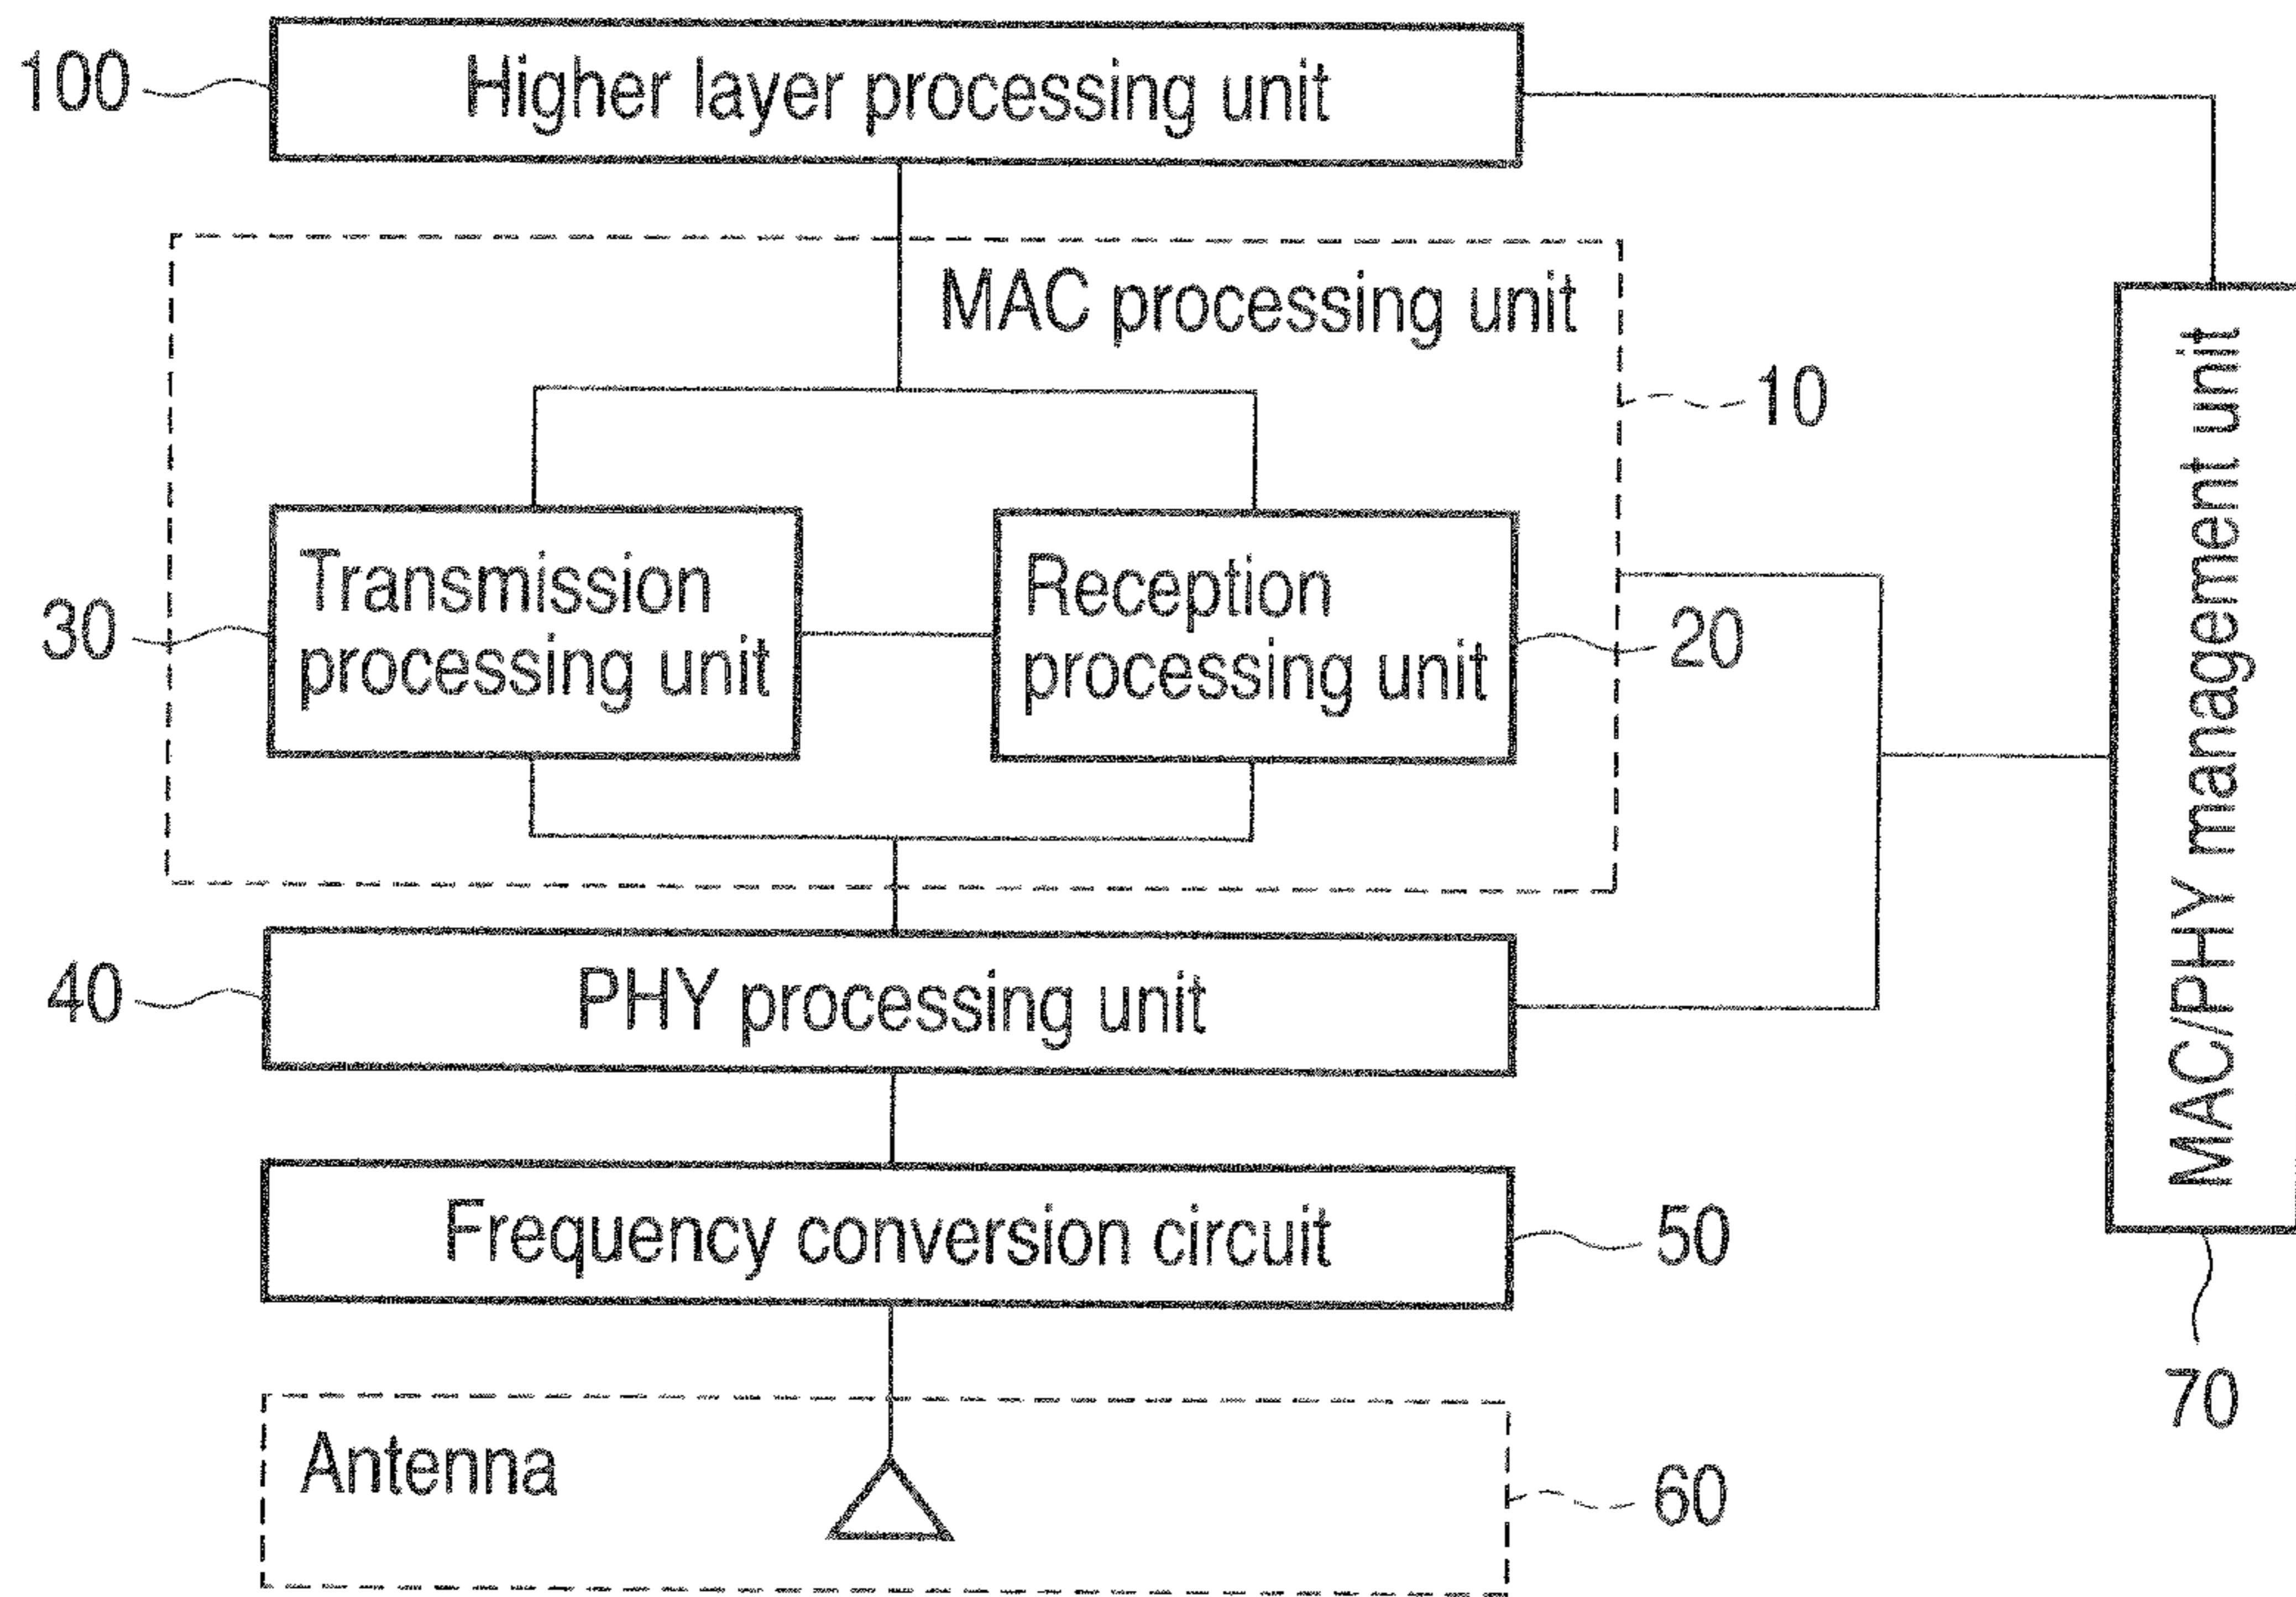 100
Higher layer processing unit
MAC processing unit
10
Transmission
processing unit
30
Reception
processing unit
20
MAC/PHY management unit
70
40
PHY processing unit
Frequency conversion circuit
50
Antenna
60